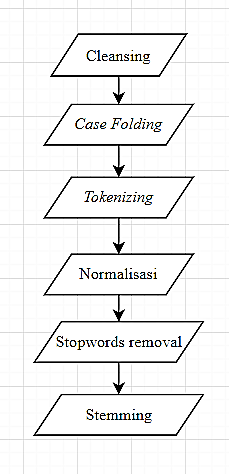 Cleansing
Case Folding
Tokenizing
Normalisasi
Stopwords removal
Stemming